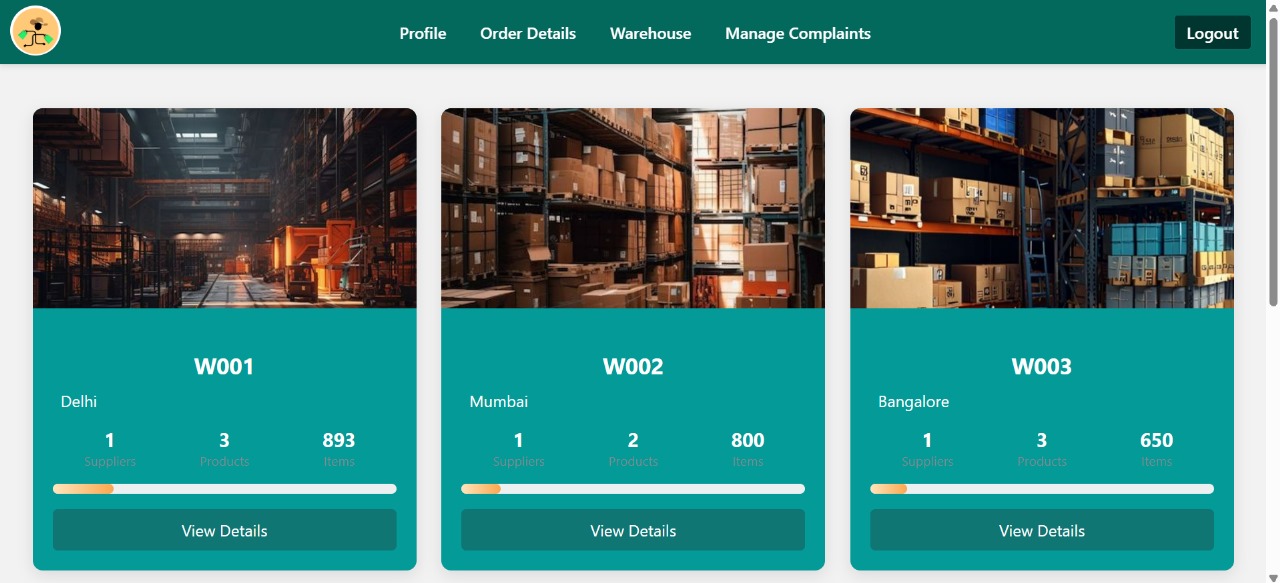 Profile Order Details Warehouse Manage Complaints Logout
W001
Delhi
1 3 893
Suppliers Products Items
View Details
W002
Mumbai
1 2 800
Suppliers Products Items
View Details
W003
Bangalore
1 3 650
Suppliers Products Items
View Details